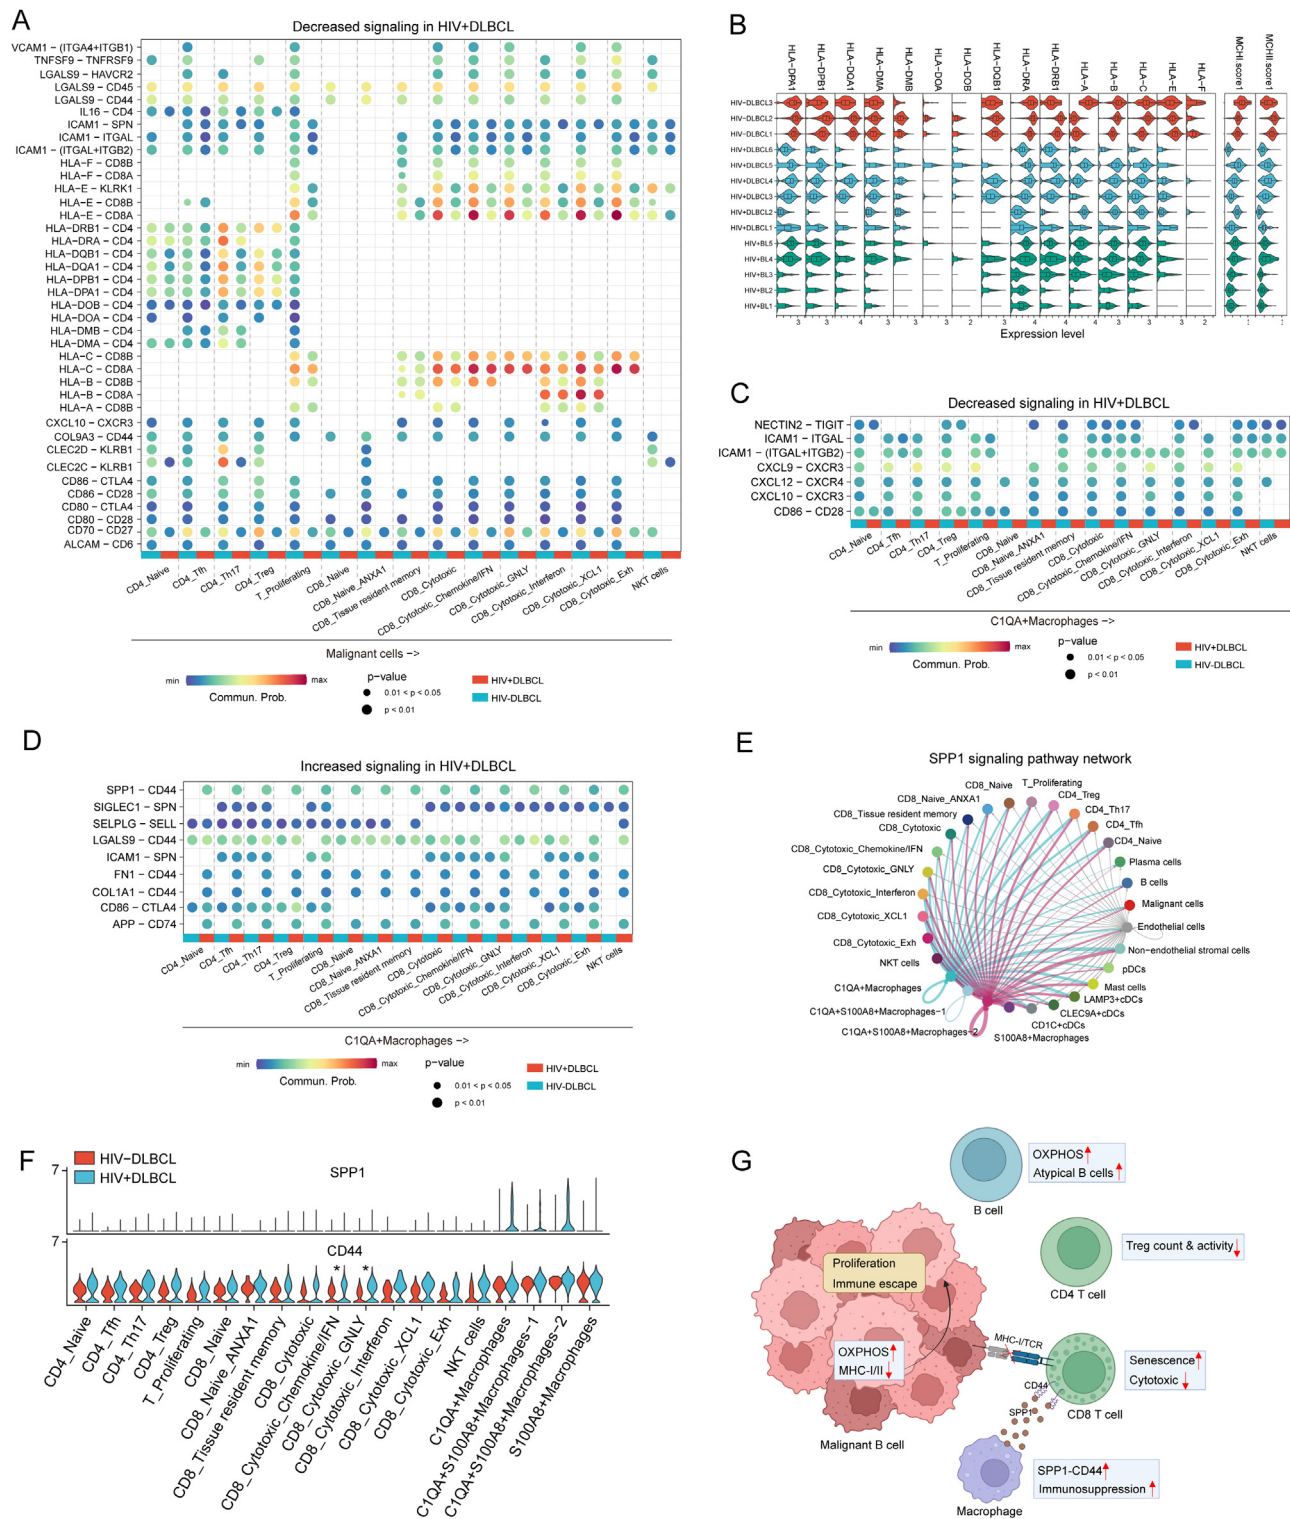 A
Decreased signaling in HIV+DLBCL
VCAM1 − (ITGA4+ITGB1)
TNFSF9 − TNFRSF9
LGALS9 − HAVCR2
LGALS9 − CD45
LGALS9 − CD44
IL16 − CD4
ICAM1 − SPN
ICAM1 − ITGAL
ICAM1 − (ITGAL+ITGB2)
HLA−F − CD8B
HLA−F − CD8A
HLA−E − KLRK1
HLA−E − CD8B
HLA−E − CD8A
HLA−DRB1 − CD4
HLA−DRA − CD4
HLA−DQB1 − CD4
HLA−DQA1 − CD4
HLA−DPB1 − CD4
HLA−DPA1 − CD4
HLA−DOB − CD4
HLA−DOA − CD4
HLA−DMB − CD4
HLA−DMA − CD4
HLA−C − CD8B
HLA−C − CD8A
HLA−B − CD8B
HLA−B − CD8A
HLA−A − CD8B
CXCL10 − CXCR3
COL9A3 − CD44
CLEC2D − KLRB1
CLEC2C − KLRB1
CD86 − CTLA4
CD86 − CD28
CD80 − CTLA4
CD80 − CD28
CD70 − CD27
ALCAM − CD6
CD4_Naive
CD4_Tfh
CD4_Th17
CD4_Treg
T_Proliferating
CD8_Naive
CD8_Naive_ANXA1
CD8_Tissue resident memory
CD8_Cytotoxic
CD8_Cytotoxic_Chemokine/IFN
CD8_Cytotoxic_GNLY
CD8_Cytotoxic_Interferon
CD8_Cytotoxic_XCL1
CD8_Cytotoxic_Exh
NKT cells
Malignant cells −>
min
max
Commun. Prob.
p−value
0.01 < p < 0.05
p < 0.01
HIV+DLBCL
HIV-DLBCL
B
HLA−DPA1
HLA−DPB1
HLA−DQA1
HLA−DMA
HLA−DMB
HLA−DOA
HLA−DOB
HLA−DQB1
HLA−DRA
HLA−DRB1
HLA−A
HLA−B
HLA−C
HLA−E
HLA−F
MCHI score1
MCHII score1
HIV−DLBCL3
HIV−DLBCL2
HIV−DLBCL1
HIV+DLBCL6
HIV+DLBCL5
HIV+DLBCL4
HIV+DLBCL3
HIV+DLBCL2
HIV+DLBCL1
HIV+BL5
HIV+BL4
HIV+BL3
HIV+BL2
HIV+BL1
3 3 4 3 3 3 2 3 4 4 4 3 3 3 2
Expression level
C
Decreased signaling in HIV+DLBCL
NECTIN2 − TIGIT
ICAM1 − ITGAL
ICAM1 − (ITGAL+ITGB2)
CXCL9 − CXCR3
CXCL12 − CXCR4
CXCL10 − CXCR3
CD86 − CD28
CD4_Naive
CD4_Tfh
CD4_Th17
CD4_Treg
T_Proliferating
CD8_Naive
CD8_Naive_ANXA1
CD8_Tissue resident memory
CD8_Cytotoxic
CD8_Cytotoxic_Chemokine/IFN
CD8_Cytotoxic_GNLY
CD8_Cytotoxic_Interferon
CD8_Cytotoxic_XCL1
CD8_Cytotoxic_Exh
NKT cells
C1QA+Macrophages −>
min
max
Commun. Prob.
p−value
0.01 < p < 0.05
p < 0.01
HIV+DLBCL
HIV-DLBCL
D
Increased signaling in HIV+DLBCL
SPP1 − CD44
SIGLEC1 − SPN
SELPLG − SELL
LGALS9 − CD44
ICAM1 − SPN
FN1 − CD44
COL1A1 − CD44
CD86 − CTLA4
APP − CD74
CD4_Naive
CD4_Tfh
CD4_Th17
CD4_Treg
T_Proliferating
CD8_Naive
CD8_Naive_ANXA1
CD8_Tissue resident memory
CD8_Cytotoxic
CD8_Cytotoxic_Chemokine/IFN
CD8_Cytotoxic_GNLY
CD8_Cytotoxic_Interferon
CD8_Cytotoxic_XCL1
CD8_Cytotoxic_Exh
NKT cells
C1QA+Macrophages −>
min
max
Commun. Prob.
p−value
0.01 < p < 0.05
p < 0.01
HIV+DLBCL
HIV-DLBCL
E
SPP1 signaling pathway network
T_Proliferating
CD8_Naive
CD4_Treg
CD8_Naive_ANXA1
CD4_Th17
CD8_Tissue resident memory
CD4_Tfh
CD8_Cytotoxic
CD4_Naive
CD8_Cytotoxic_Chemokine/IFN
Plasma cells
CD8_Cytotoxic_GNLY
B cells
CD8_Cytotoxic_Interferon
Malignant cells
CD8_Cytotoxic_XCL1
Endothelial cells
CD8_Cytotoxic_Exh
Non−endothelial stromal cells
NKT cells
pDCs
C1QA+Macrophages
Mast cells
LAMP3+cDCs
C1QA+S100A8+Macrophages−1
CLEC9A+cDCs
CD1C+cDCs
C1QA+S100A8+Macrophages−2
S100A8+Macrophages
F
7
HIV−DLBCL
HIV+DLBCL
SPP1
7
CD44
* *
CD4_Naive
CD4_Tfh
CD4_Th17
CD4_Treg
T_Proliferating
CD8_Naive
CD8_Naive_ANXA1
CD8_Tissue resident memory
CD8_Cytotoxic
CD8_Cytotoxic_Chemokine/IFN
CD8_Cytotoxic_GNLY
CD8_Cytotoxic_Interferon
CD8_Cytotoxic_XCL1
CD8_Cytotoxic_Exh
NKT cells
C1QA+Macrophages
C1QA+S100A8+Macrophages−1
C1QA+S100A8+Macrophages−2
S100A8+Macrophages
G
OXPHOS
Atypical B cells
B cell
Treg count & activity
CD4 T cell
Proliferation
Immune escape
OXPHOS
MHC-I/II
Malignant B cell
MHC-I/TCR
CD44
SPP1
Senescence
Cytotoxic
CD8 T cell
SPP1-CD44
Immunosuppression
Macrophage